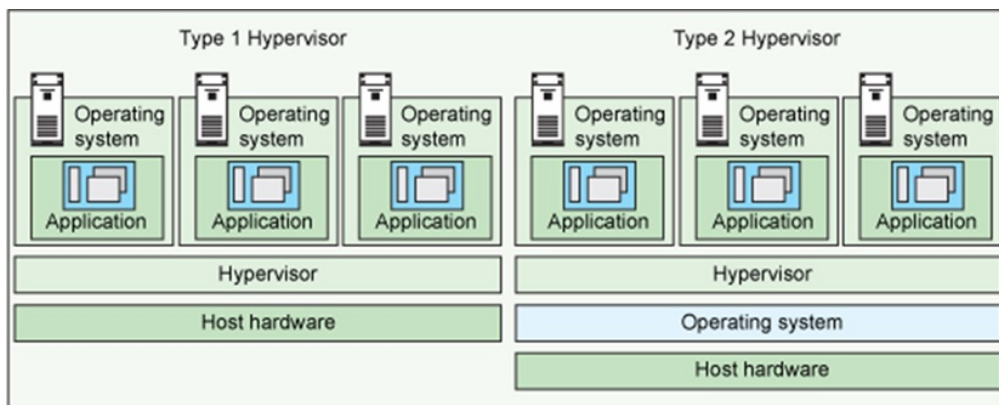 Type 1 Hypervisor
Operating
system
Application
Operating
system
Application
Operating
system
Application
Hypervisor
Host hardware
Type 2 Hypervisor
Operating
system
Application
Operating
system
Application
Operating
system
Application
Hypervisor
Operating system
Host hardware